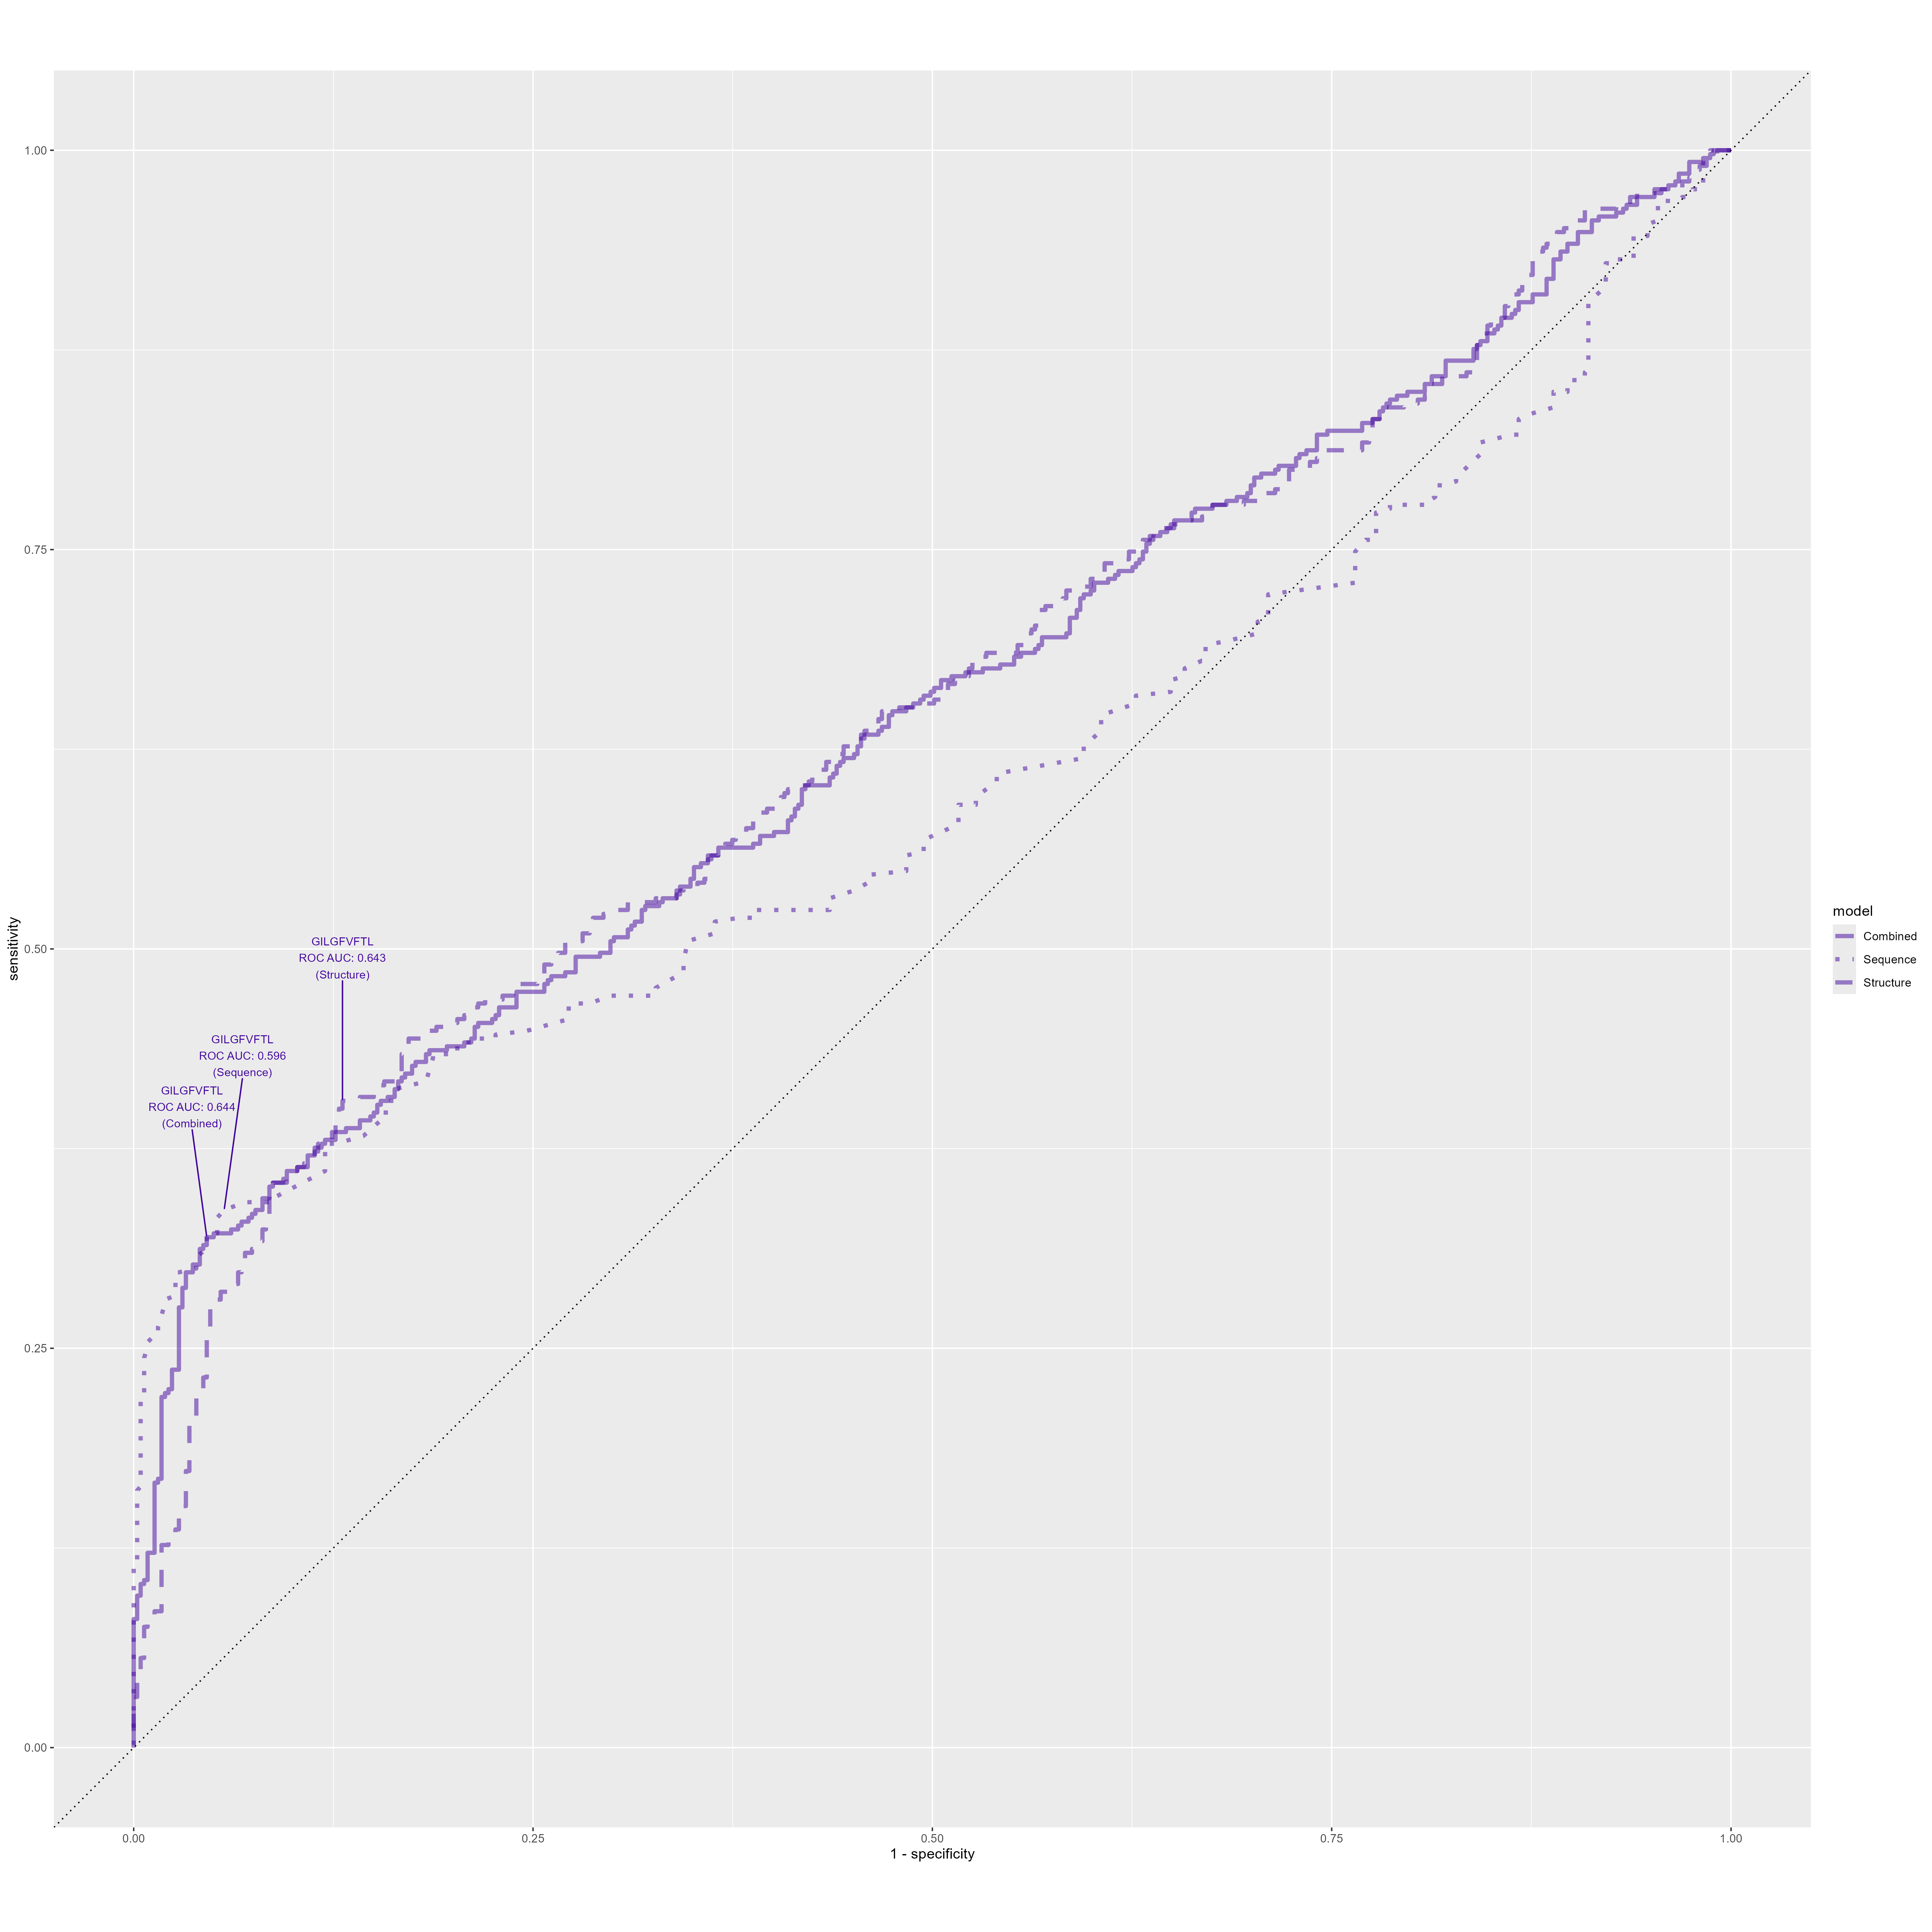 1.00
0.75
0.50
0.25
0.00
sensitivity
GILGFVFTL
ROC AUC: 0.643
(Structure)
GILGFVFTL
ROC AUC: 0.596
(Sequence)
GILGFVFTL
ROC AUC: 0.644
(Combined)
0.00
0.25
0.50
0.75
1.00
1 - specificity
model
Combined
Sequence
Structure